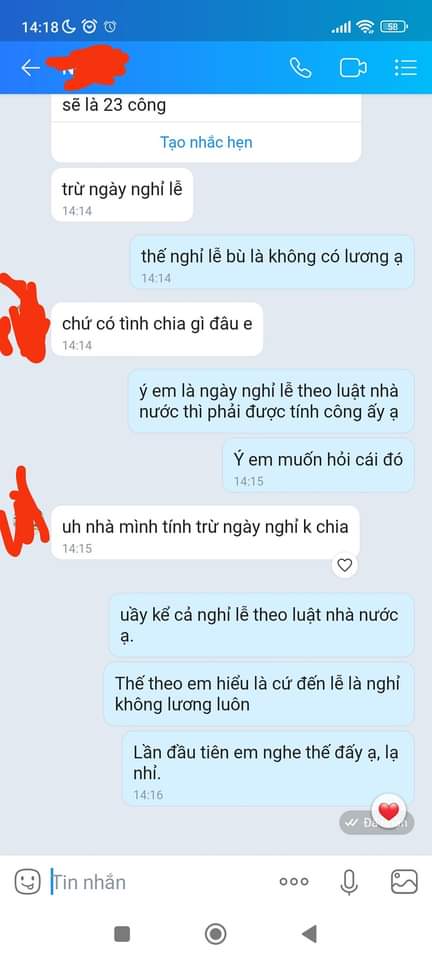 14:18
58
sẽ là 23 công
Tạo nhắc hẹn
trừ ngày nghỉ lễ
14:14
thế nghỉ lễ bù là không có lương ạ
14:14
chứ có tình chia gì đâu e
14:14
ý em là ngày nghỉ lễ theo luật nhà
nước thì phải được tính công ấy ạ
Ý em muốn hỏi cái đó
14:15
uh nhà mình tính trừ ngày nghỉ k chia
14:15
uầy kể cả nghỉ lễ theo luật nhà nước
ạ.
Thế theo em hiểu là cứ đến lễ là nghỉ
không lương luôn
Lần đầu tiên em nghe thế đấy ạ, lạ
nhỉ.
14:16
Tin nhắn